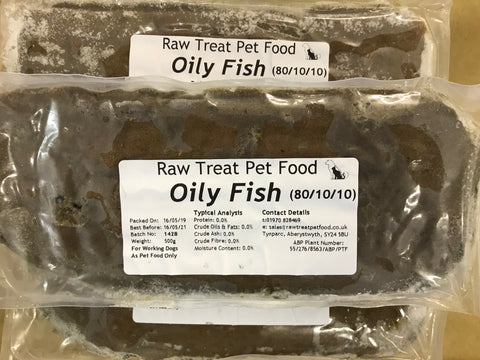 Raw Treat Pet Food
Oily Fish (80/10/10)
Raw Treat Pet Food
Oily Fish (80/10/10)
Packed On: 16/05/19
Best Before: 16/05/21
Batch No: 1428
Weight: 500g
For Working Dogs
As Pet Food Only
Typical Analysis
Protein: 0.0%
Crude Oils & Fats: 0.0%
Crude Ash: 0.0%
Crude Fibre: 0.0%
Moisture Content: 0.0%
Contact Details
t:01970 828469
e: sales@rawtreatpetfood.co.uk
Tynparc, Aberystwyth, SY24 5BU
ABP Plant Number:
55/276/8563/ABP/PTF